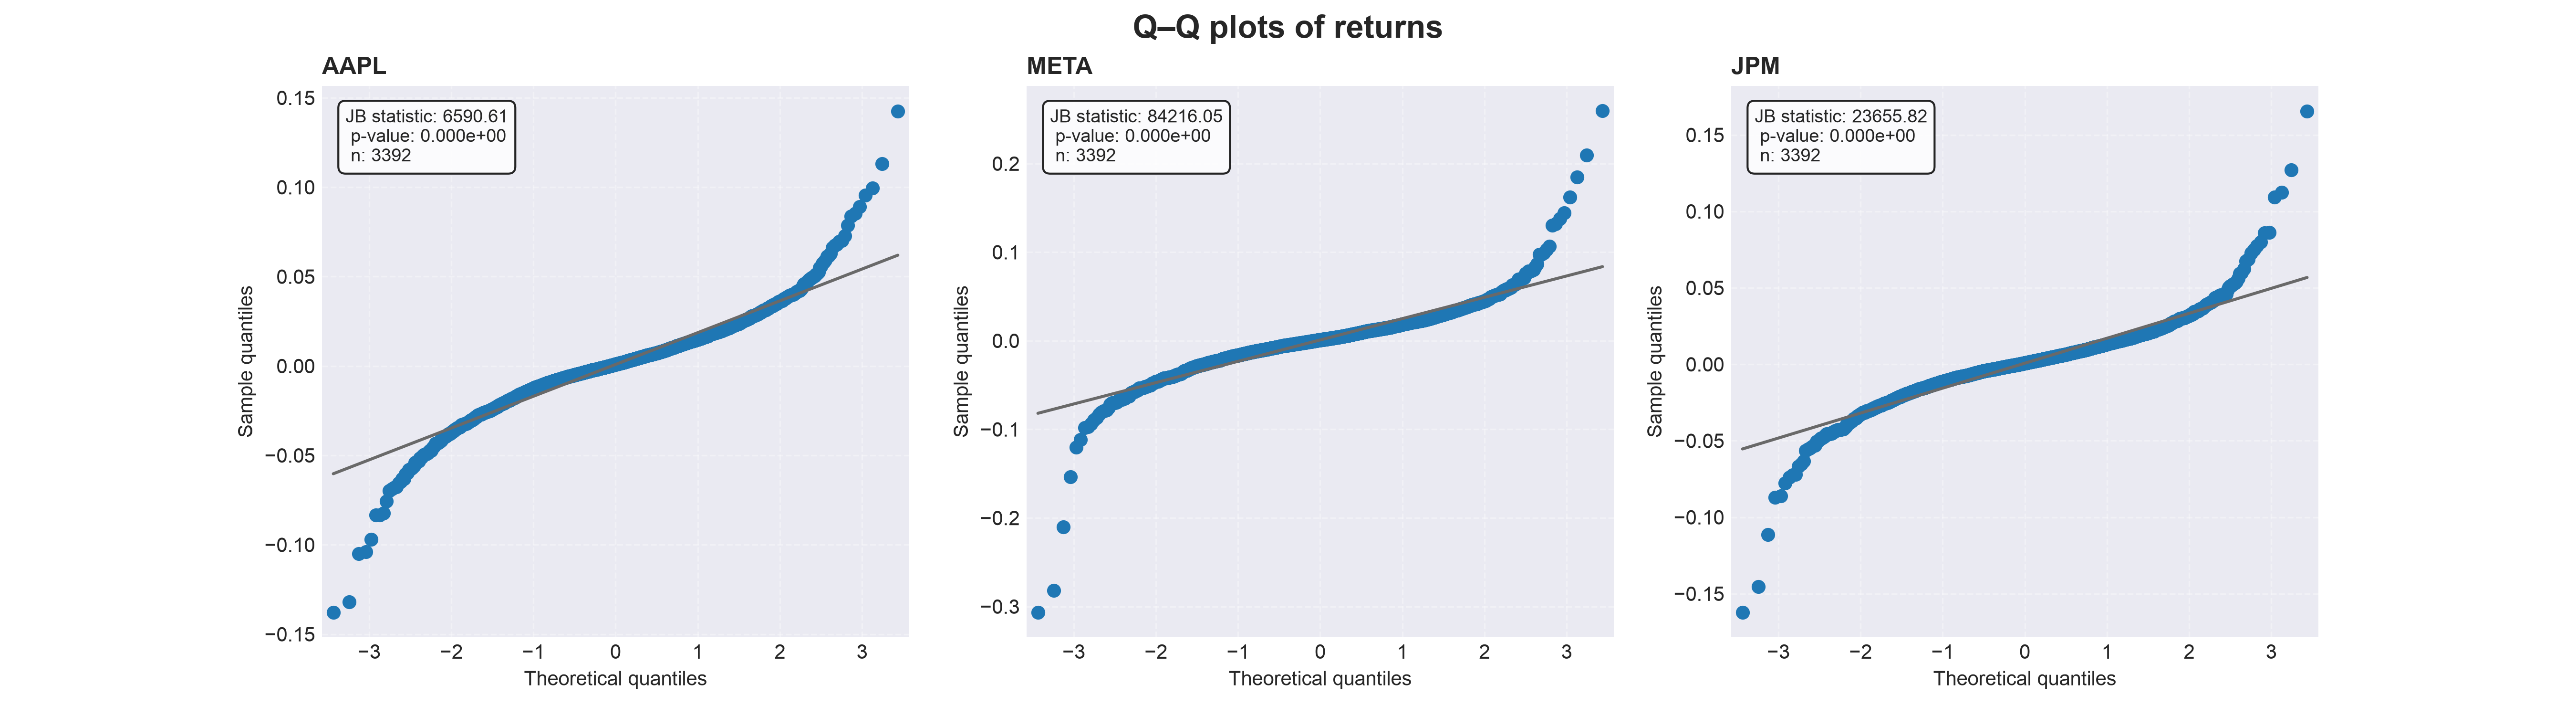 Q–Q plots of returns
AAPL
JB statistic: 6590.61
p-value: 0.000e+00
n: 3392
0.15
0.10
0.05
0.00
−0.05
−0.10
−0.15
Sample quantiles
−3 −2 −1 0 1 2 3
Theoretical quantiles
META
JB statistic: 84216.05
p-value: 0.000e+00
n: 3392
0.2
0.1
0.0
−0.1
−0.2
−0.3
Sample quantiles
−3 −2 −1 0 1 2 3
Theoretical quantiles
JPM
JB statistic: 23655.82
p-value: 0.000e+00
n: 3392
0.15
0.10
0.05
0.00
−0.05
−0.10
−0.15
Sample quantiles
−3 −2 −1 0 1 2 3
Theoretical quantiles